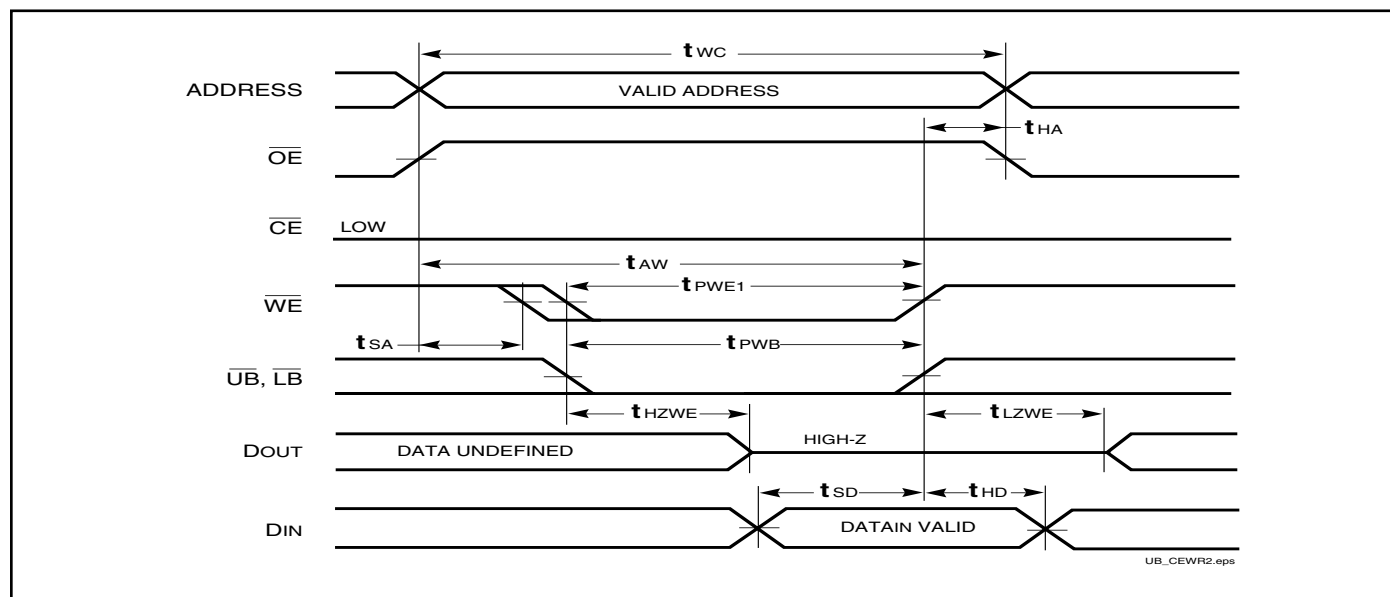 tWC
ADDRESS
VALID ADDRESS
tHA
OE
CE
LOW
tAW
WE
tPWE1
tSA
tPWB
UB, LB
tHZWE
tLZWE
DOUT
DATA UNDEFINED
HIGH-Z
tSD
tHD
DIN
DATAIN VALID
UB_CEWR2.eps